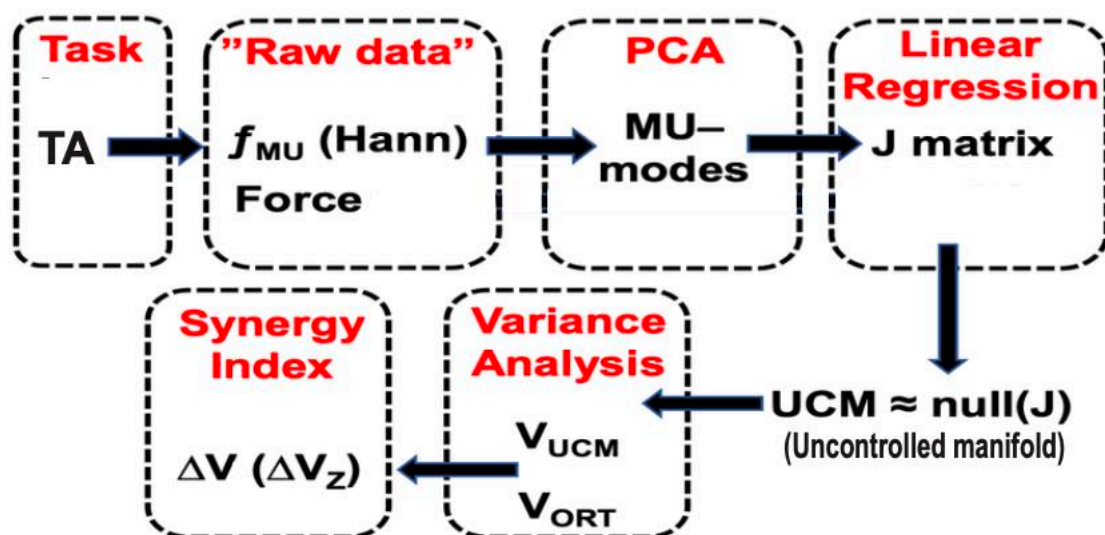 Task
TA
”Raw data”
fMU (Hann)
Force
PCA
MU–
modes
Linear
Regression
J matrix
UCM ≈ null(J)
(Uncontrolled manifold)
Variance
Analysis
VUCM
VORT
Synergy
Index
ΔV (ΔVZ)